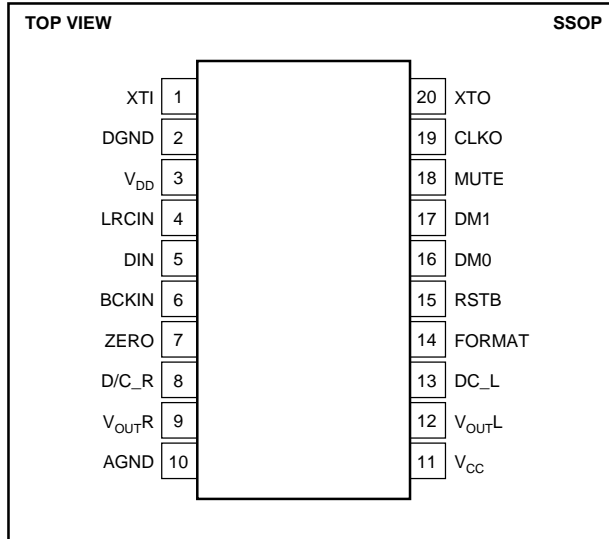 TOP VIEW SSOP
XTI 1 20 XTO
DGND 2 19 CLKO
VDD 3 18 MUTE
LRCIN 4 17 DM1
DIN 5 16 DM0
BCKIN 6 15 RSTB
ZERO 7 14 FORMAT
D/C_R 8 13 DC_L
VOUTR 9 12 VOUTL
AGND 10 11 VCC